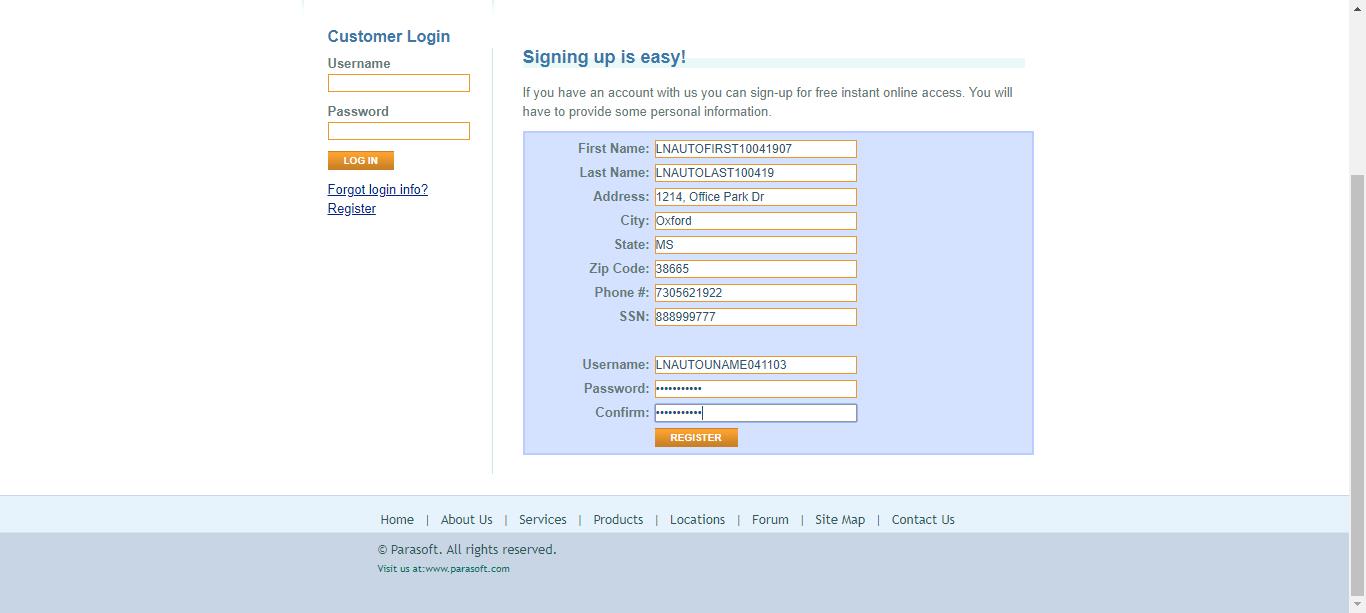 Customer Login
Username
Password
LOG IN
Forgot login info?
Register
Signing up is easy!
If you have an account with us you can sign-up for free instant online access. You will
have to provide some personal information.
First Name: LNAUTOFIRST10041907
Last Name: LNAUTOLAST100419
Address: 1214, Office Park Dr
City: Oxford
State: MS
Zip Code: 38665
Phone #: 7305621922
SSN: 888999777
Username: LNAUTOUNAME041103
Password: •••••••••••
Confirm: •••••••••••
REGISTER
Home | About Us | Services | Products | Locations | Forum | Site Map | Contact Us
© Parasoft. All rights reserved.
Visit us at:www.parasoft.com